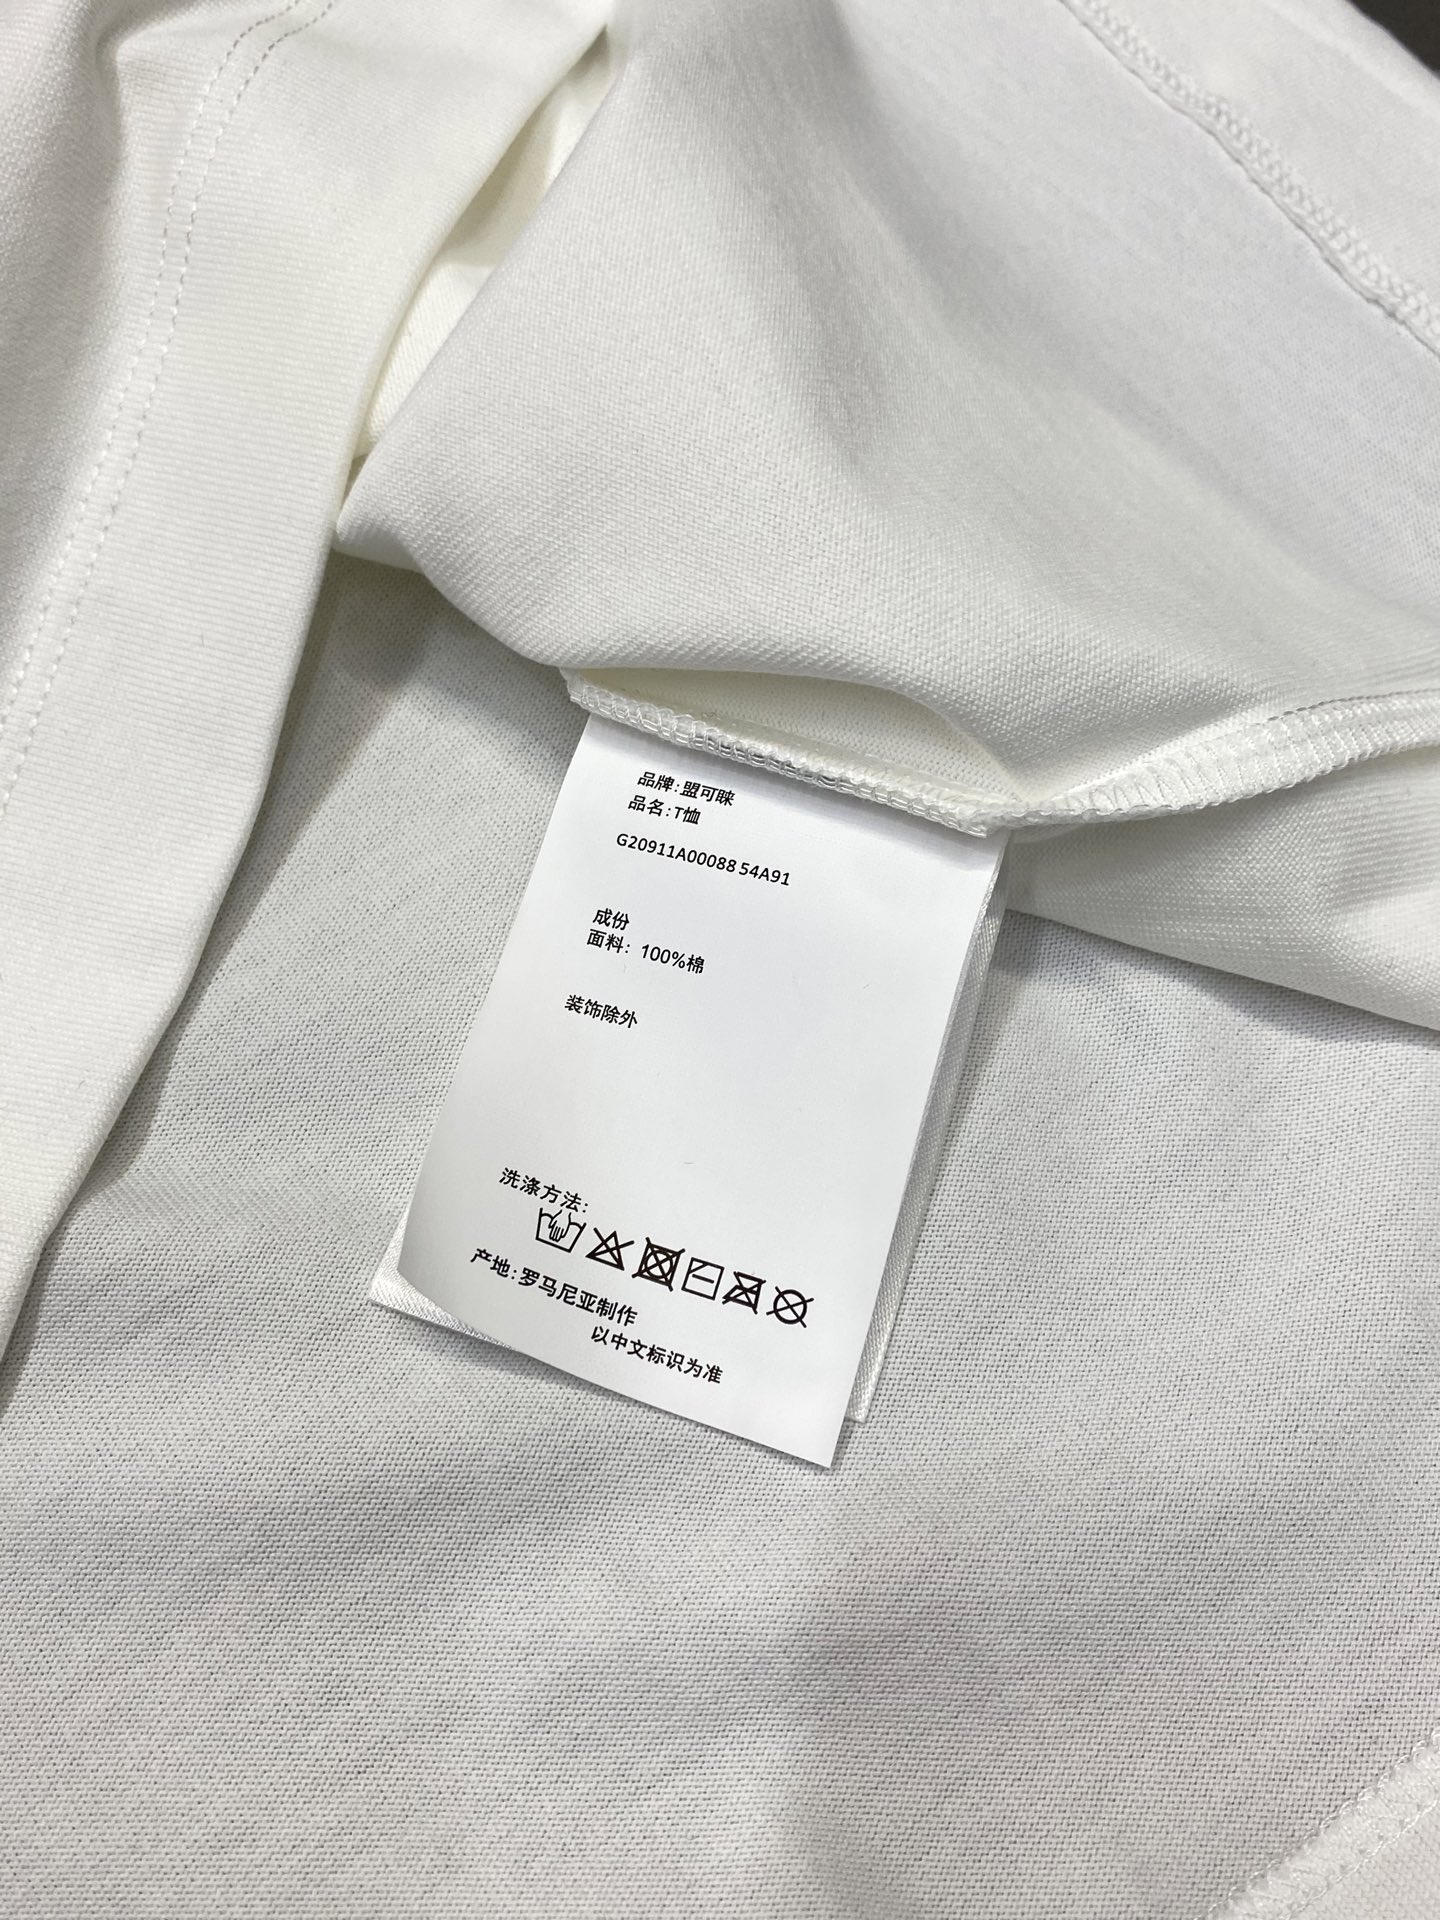 品牌:盟可睐
品名:T恤
G20911A00088 54A91
成份
面料: 100%棉
装饰除外
洗涤方法:
产地:罗马尼亚制作
以中文标识为准